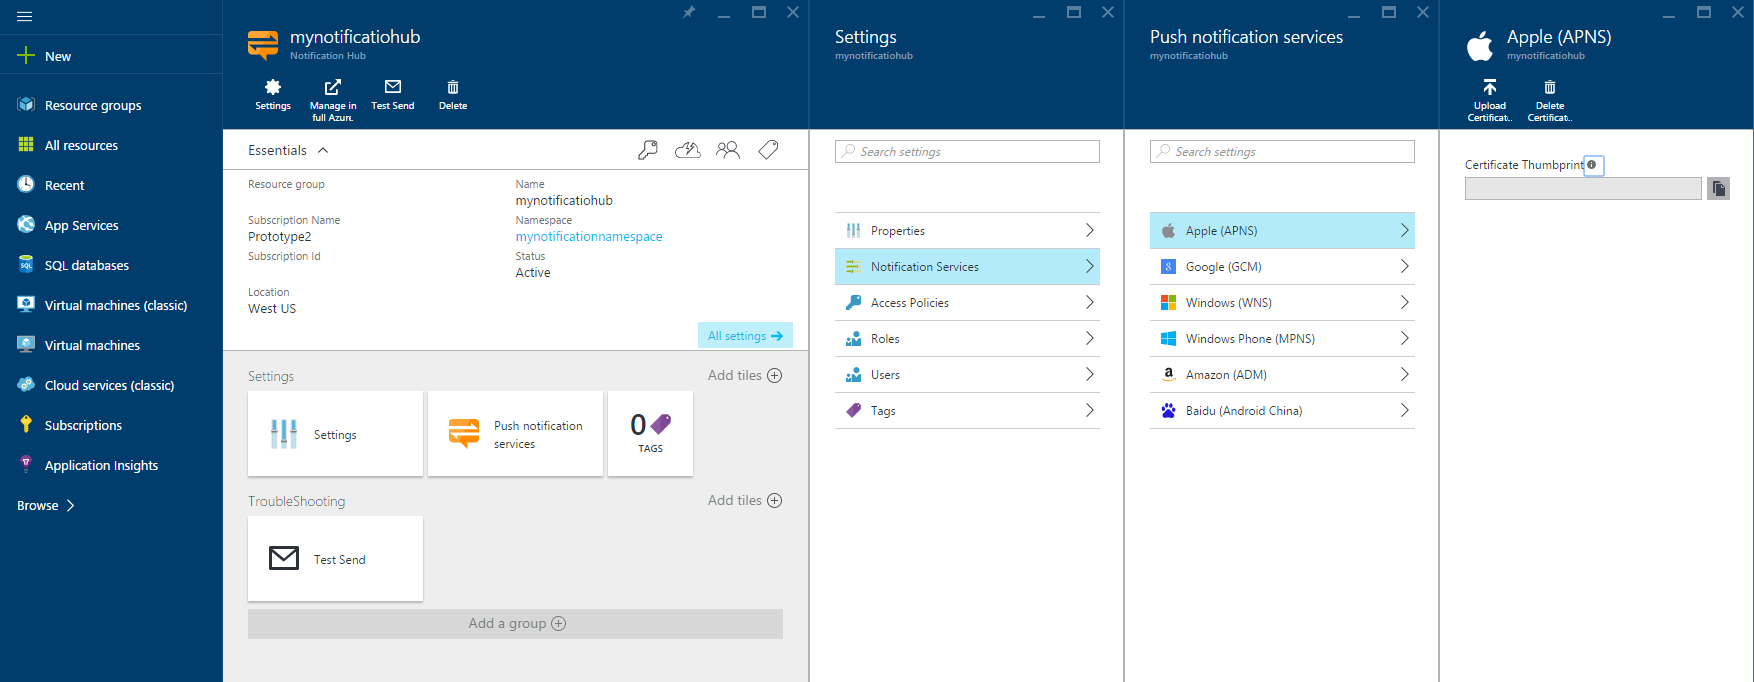 New
Resource groups
All resources
Recent
App Services
SQL
SQL databases
Virtual machines (classic)
Virtual machines
Cloud services (classic)
Subscriptions
Application Insights
Browse
mynotificatiohub
Notification Hub
Settings
Manage in
full Azur.
Test Send
Delete
Essentials
Resource group
Name
mynotificatiohub
Subscription Name
Prototype2
Namespace
mynotificationnamespace
Subscription Id
Status
Active
Location
West US
All settings
Settings
Add tiles
Settings
Push notification
services
0
TAGS
TroubleShooting
Add tiles
Test Send
Add a group
Settings
mynotificatiohub
Search settings
Properties
Notification Services
Access Policies
Roles
Users
Tags
Push notification services
mynotificatiohub
Search settings
Apple (APNS)
Google (GCM)
Windows (WNS)
Windows Phone (MPNS)
Amazon (ADM)
Baidu (Android China)
Apple (APNS)
mynotificatiohub
Upload
Certificat..
Delete
Certificat..
Certificate Thumbprint